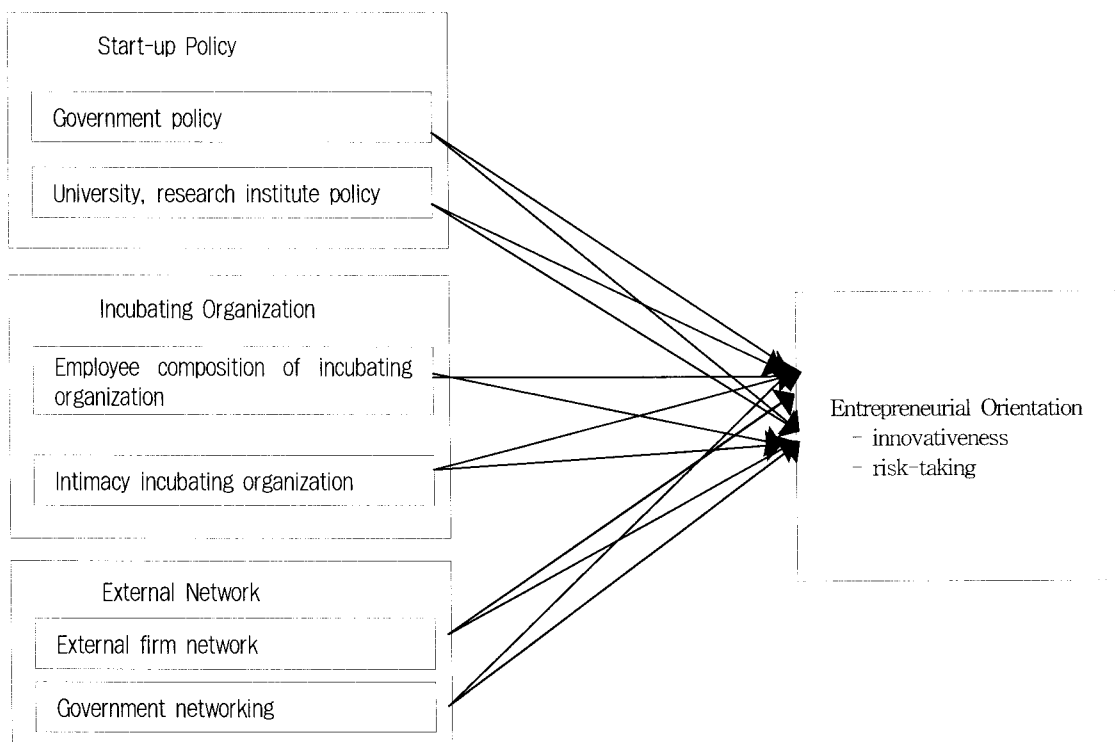 Start-up Policy
Government policy
University, research institute policy
Incubating Organization
Employee composition of incubating
organization
Intimacy incubating organization
External Network
External firm network
Government networking
Entrepreneurial Orientation
- innovativeness
- risk-taking